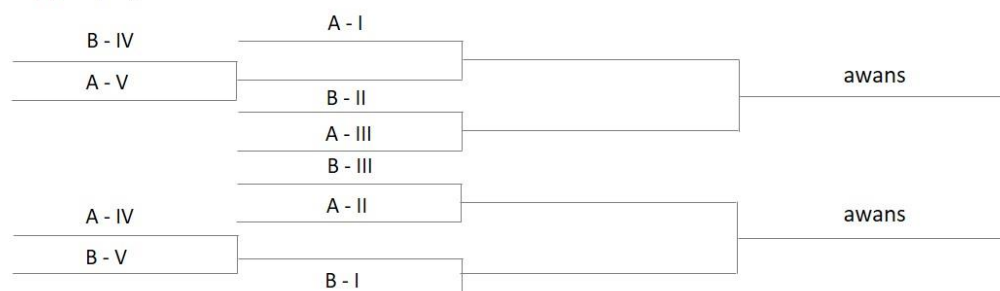 A - I
B - IV
A - V
B - II
A - III
B - III
A - II
A - IV
B - V
B - I
awans
awans